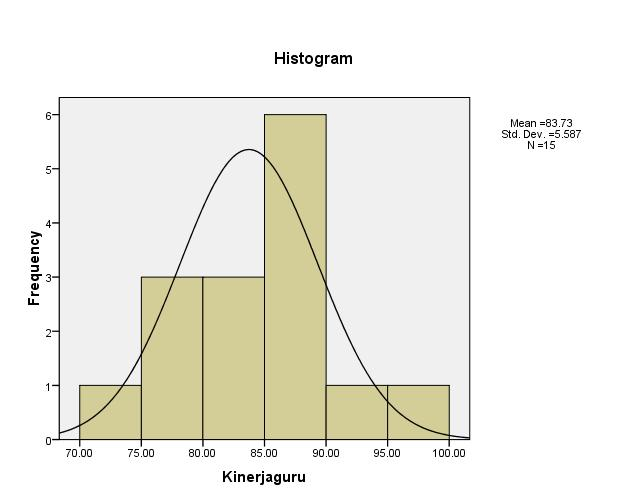 Histogram
Mean =83.73
Std. Dev. =5.587
N =15
6
5
4
3
2
1
0
Frequency
70.00 75.00 80.00 85.00 90.00 95.00 100.00
Kinerjaguru